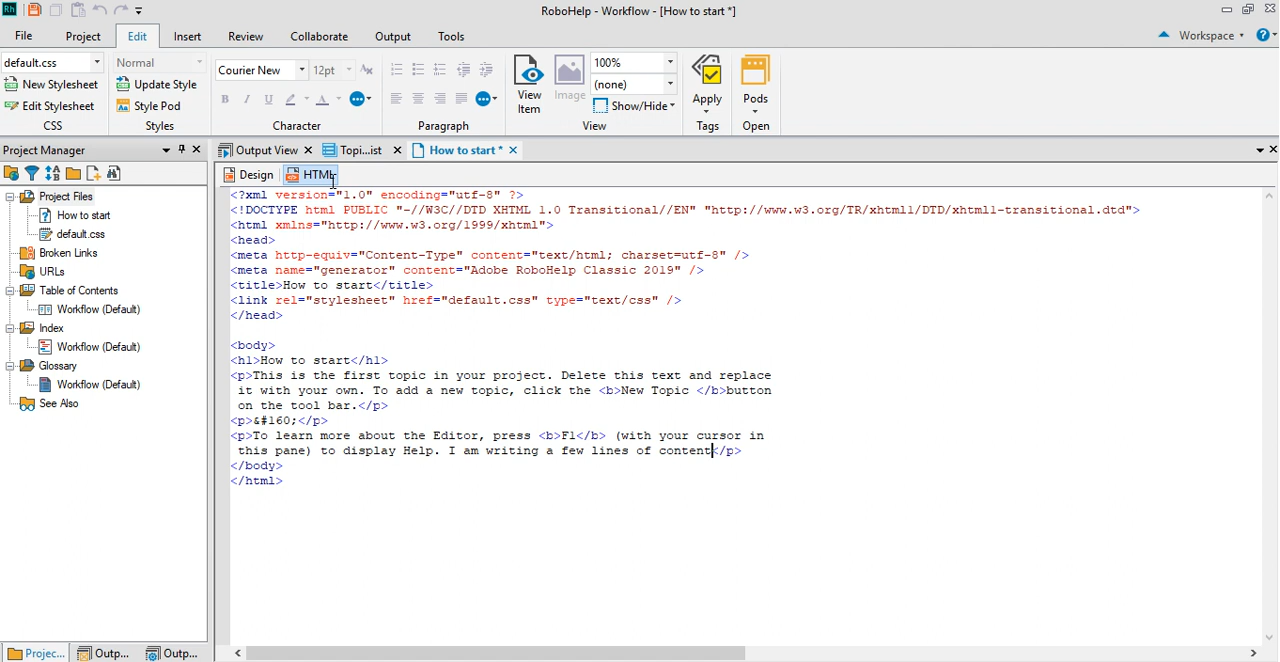 Rh
RoboHelp - Workflow - [How to start *]
File Project Edit Insert Review Collaborate Output Tools Workspace ?
default.css
New Stylesheet
Edit Stylesheet
CSS
Normal
Update Style
Style Pod
Styles
Courier New 12pt
B I U A
Character
Paragraph
View
Item
Image
100%
(none)
Show/Hide
View
Apply
Tags
Pods
Open
Project Manager
Output View Topi...ist How to start *
Design HTML
Project Files
How to start
default.css
Broken Links
URLs
Table of Contents
Workflow (Default)
Index
Workflow (Default)
Glossary
Workflow (Default)
See Also
<?xml version="1.0" encoding="utf-8" ?>
<!DOCTYPE html PUBLIC "-//W3C//DTD XHTML 1.0 Transitional//EN" "http://www.w3.org/TR/xhtml1/DTD/xhtml1-transitional.dtd">
<html xmlns="http://www.w3.org/1999/xhtml">
<head>
<meta http-equiv="Content-Type" content="text/html; charset=utf-8" />
<meta name="generator" content="Adobe RoboHelp Classic 2019" />
<title>How to start</title>
<link rel="stylesheet" href="default.css" type="text/css" />
</head>
<body>
<h1>How to start</h1>
<p>This is the first topic in your project. Delete this text and replace
it with your own. To add a new topic, click the <b>New Topic </b>button
on the tool bar.</p>
<p>&#160;</p>
<p>To learn more about the Editor, press <b>F1</b> (with your cursor in
this pane) to display Help. I am writing a few lines of content</p>
</body>
</html>
Projec... Outp... Outp...